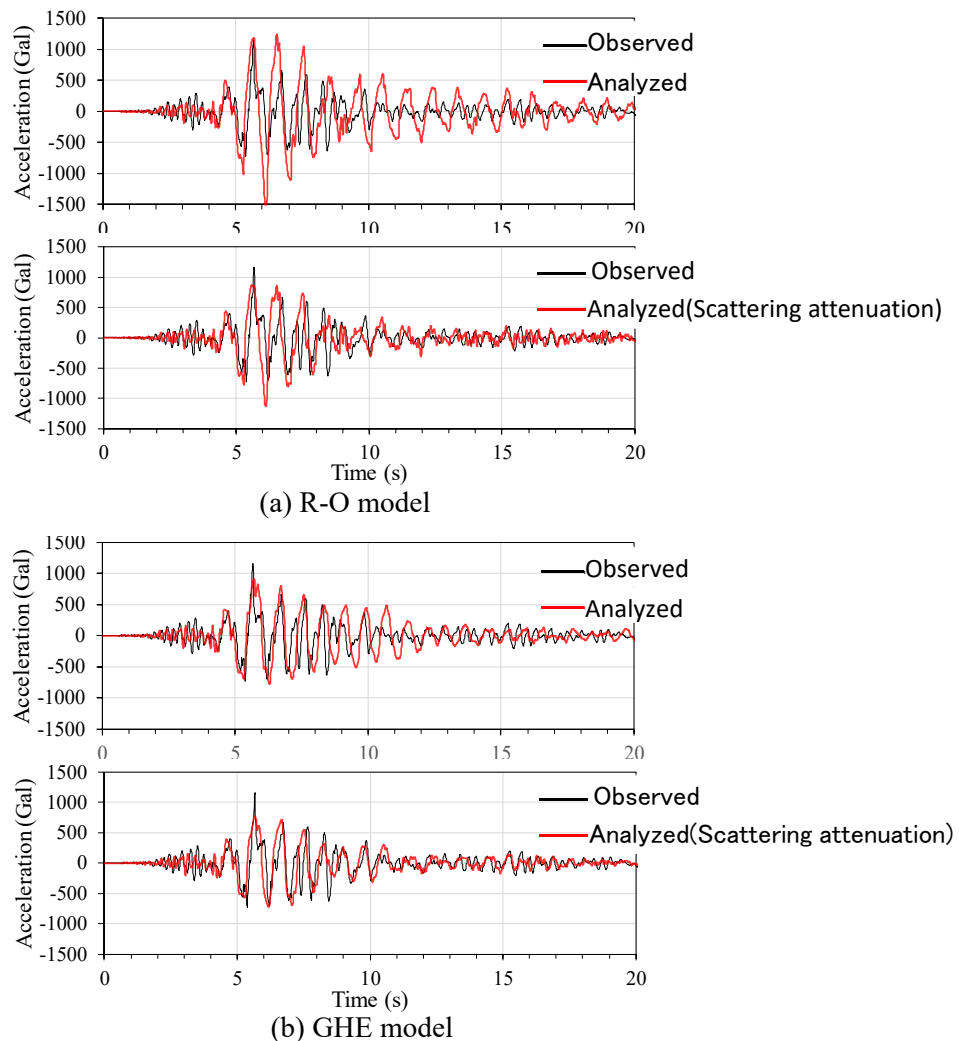 1500
1000
500
0
-500
-1000
-1500
Acceleration (Gal)
Observed
Analyzed
0 5 10 15 20
1500
1000
500
0
-500
-1000
-1500
Acceleration (Gal)
Observed
Analyzed(Scattering attenuation)
0 5 10 15 20
Time (s)
(a) R-O model
1500
1000
500
0
-500
-1000
-1500
Acceleration (Gal)
Observed
Analyzed
0 5 10 15 20
1500
1000
500
0
-500
-1000
-1500
Acceleration (Gal)
Observed
Analyzed(Scattering attenuation)
0 5 10 15 20
Time (s)
(b) GHE model